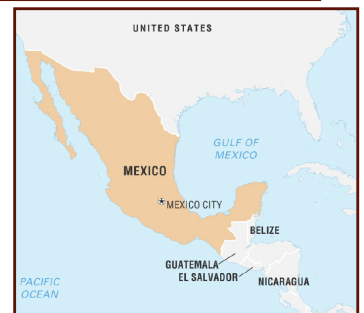 UNITED STATES
GULF OF
MEXICO
MEXICO
MEXICO CITY
BELIZE
GUATEMALA
EL SALVADOR
NICARAGUA
PACIFIC
OCEAN